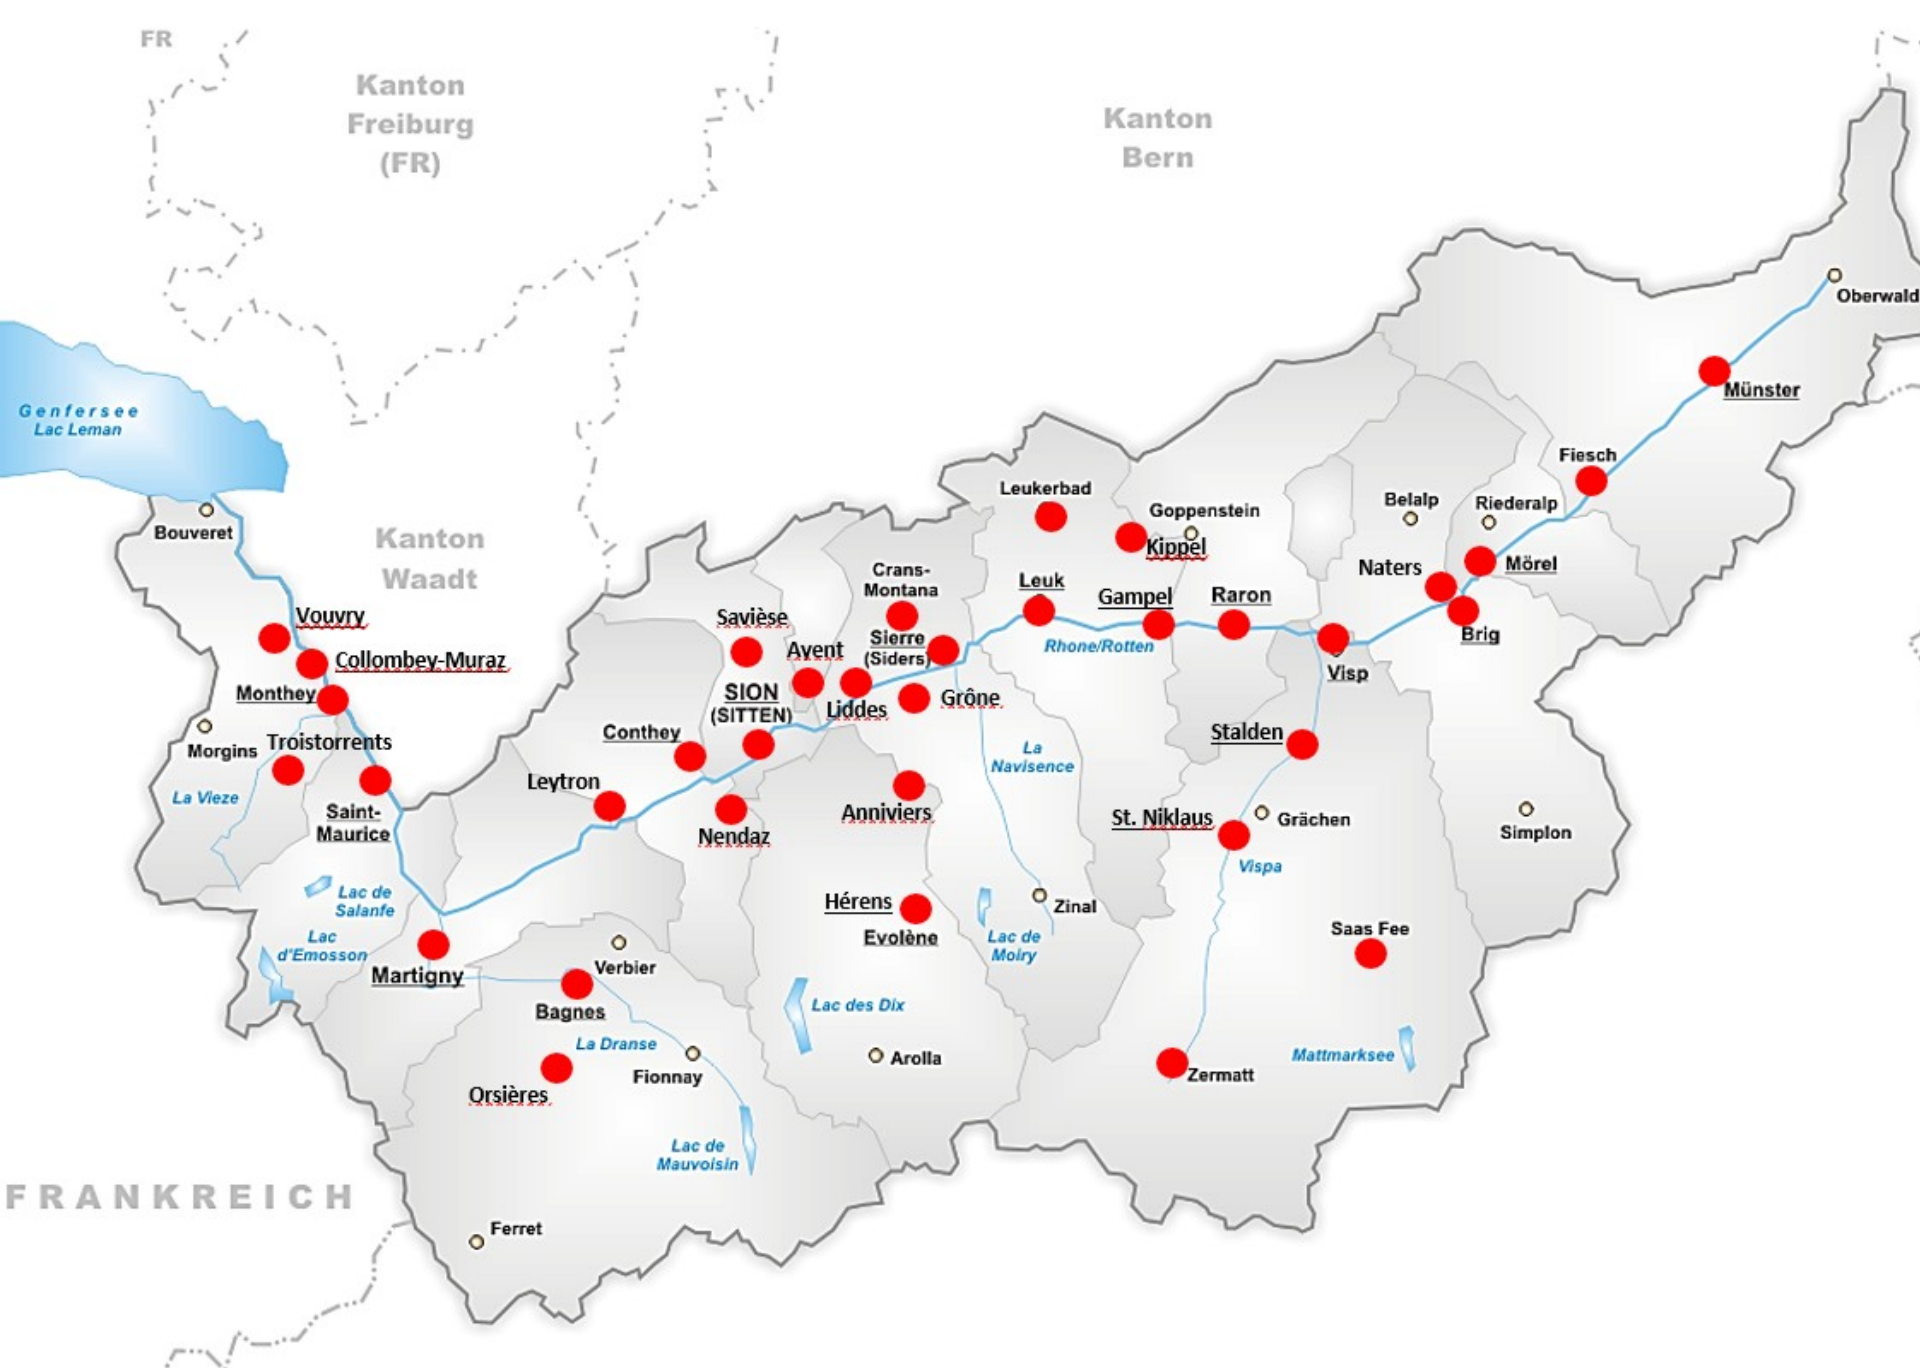 FR
Kanton
Freiburg
(FR)
Kanton
Bern
Oberwald
Münster
Genfersee
Lac Leman
Fiesch
Leukerbad
Belalp
Riederalp
Goppenstein
Bouveret
Kanton
Waadt
Kippel
Naters
Mörel
Crans-
Montana
Leuk
Gampel
Raron
Vouvry
Savièse
Brig
Sierre
(Siders)
Rhone/Rotten
Ayent
Collombey-Muraz
Visp
Monthey
SION
(SITTEN)
Liddes
Grône
Conthey
Stalden
Morgins
Troistorrents
La
Navisence
Leytron
La Vieze
Saint-
Maurice
Anniviers
St. Niklaus
Grächen
Simplon
Nendaz
Vispa
Lac de
Salanfe
Hérens
Zinal
Evolène
Saas Fee
Lac
d'Emosson
Lac de
Moiry
Martigny
Verbier
Bagnes
Lac des Dix
La Dranse
Mattmarksee
Arolla
Fionnay
Zermatt
Orsières
Lac de
Mauvoisin
FRANKREICH
Ferret